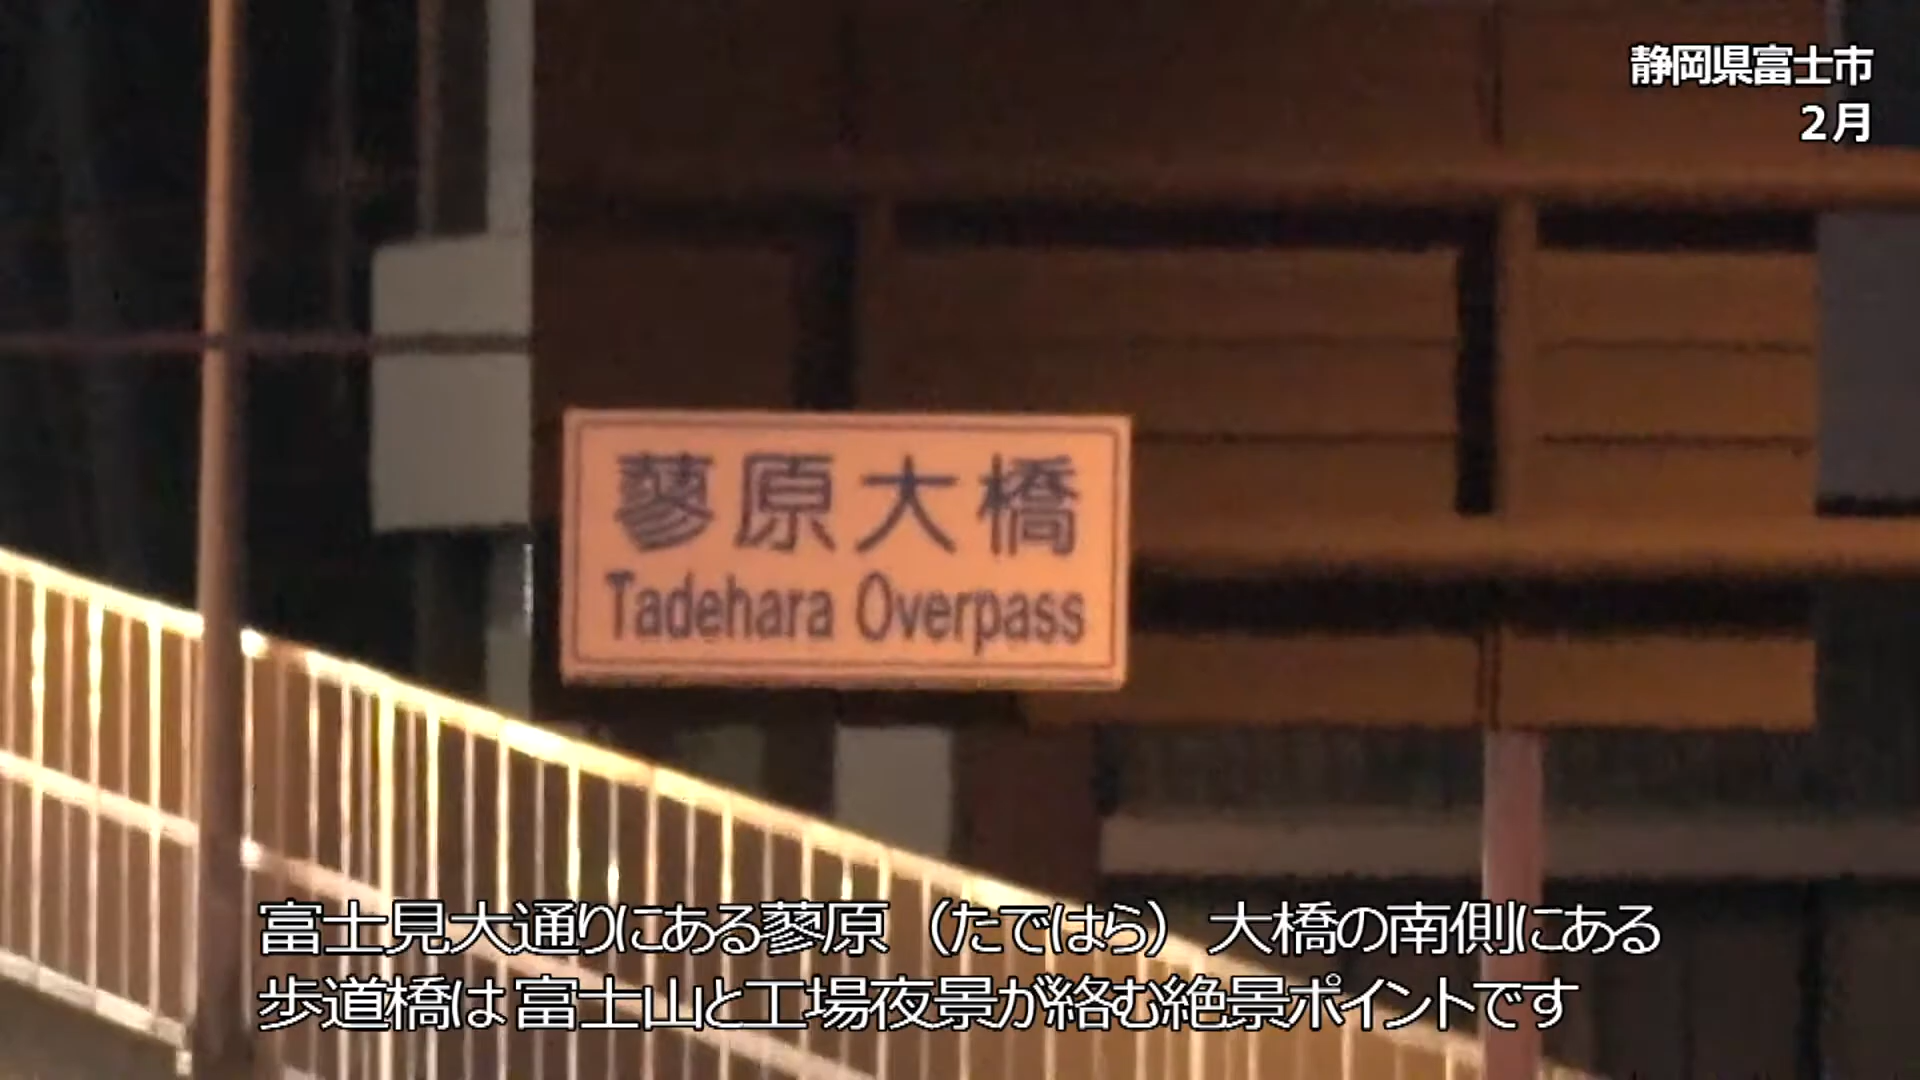 静岡県富士市
２月
蓼原大橋
Tadehara Overpass
富士見大通りにある蓼原（たではら）大橋の南側にある
歩道橋は 富士山と工場夜景が絡む絶景ポイントです